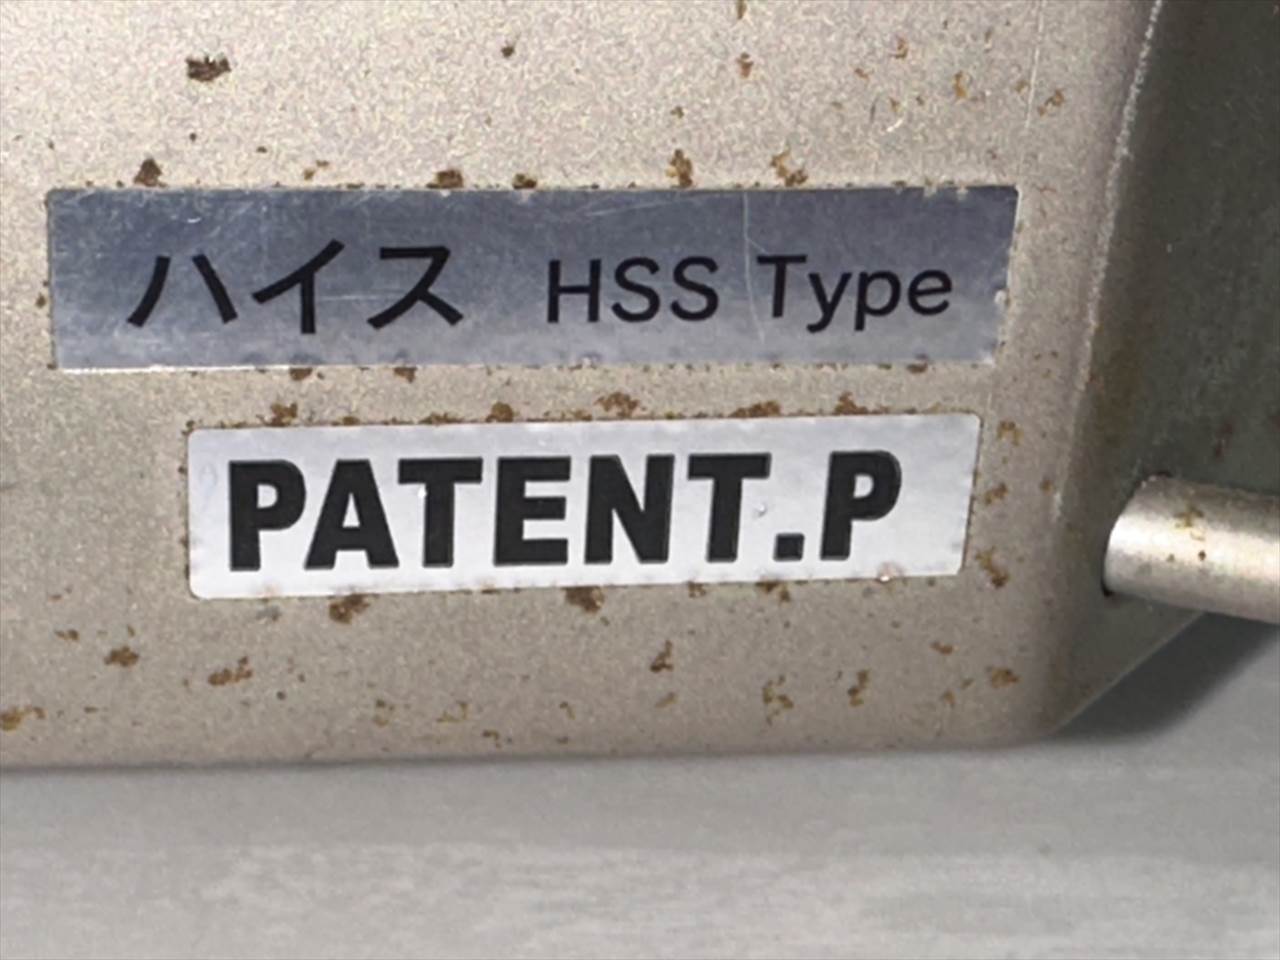 ハイス HSS Type
PATENT.P